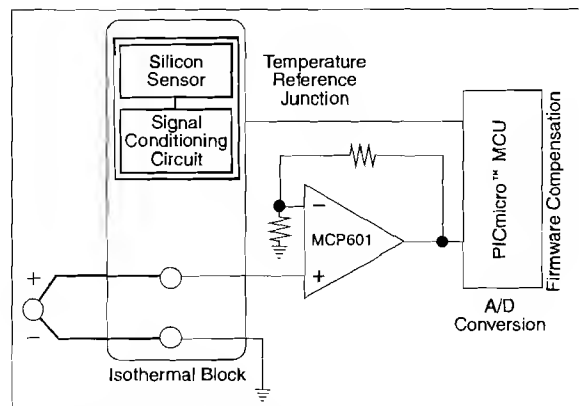 Silicon
Sensor
Signal
Conditioning
Circuit
Temperature
Reference
Junction
−
MCP601
+
PICmicro™ MCU
Firmware Compensation
A/D
Conversion
+
−
Isothermal Block